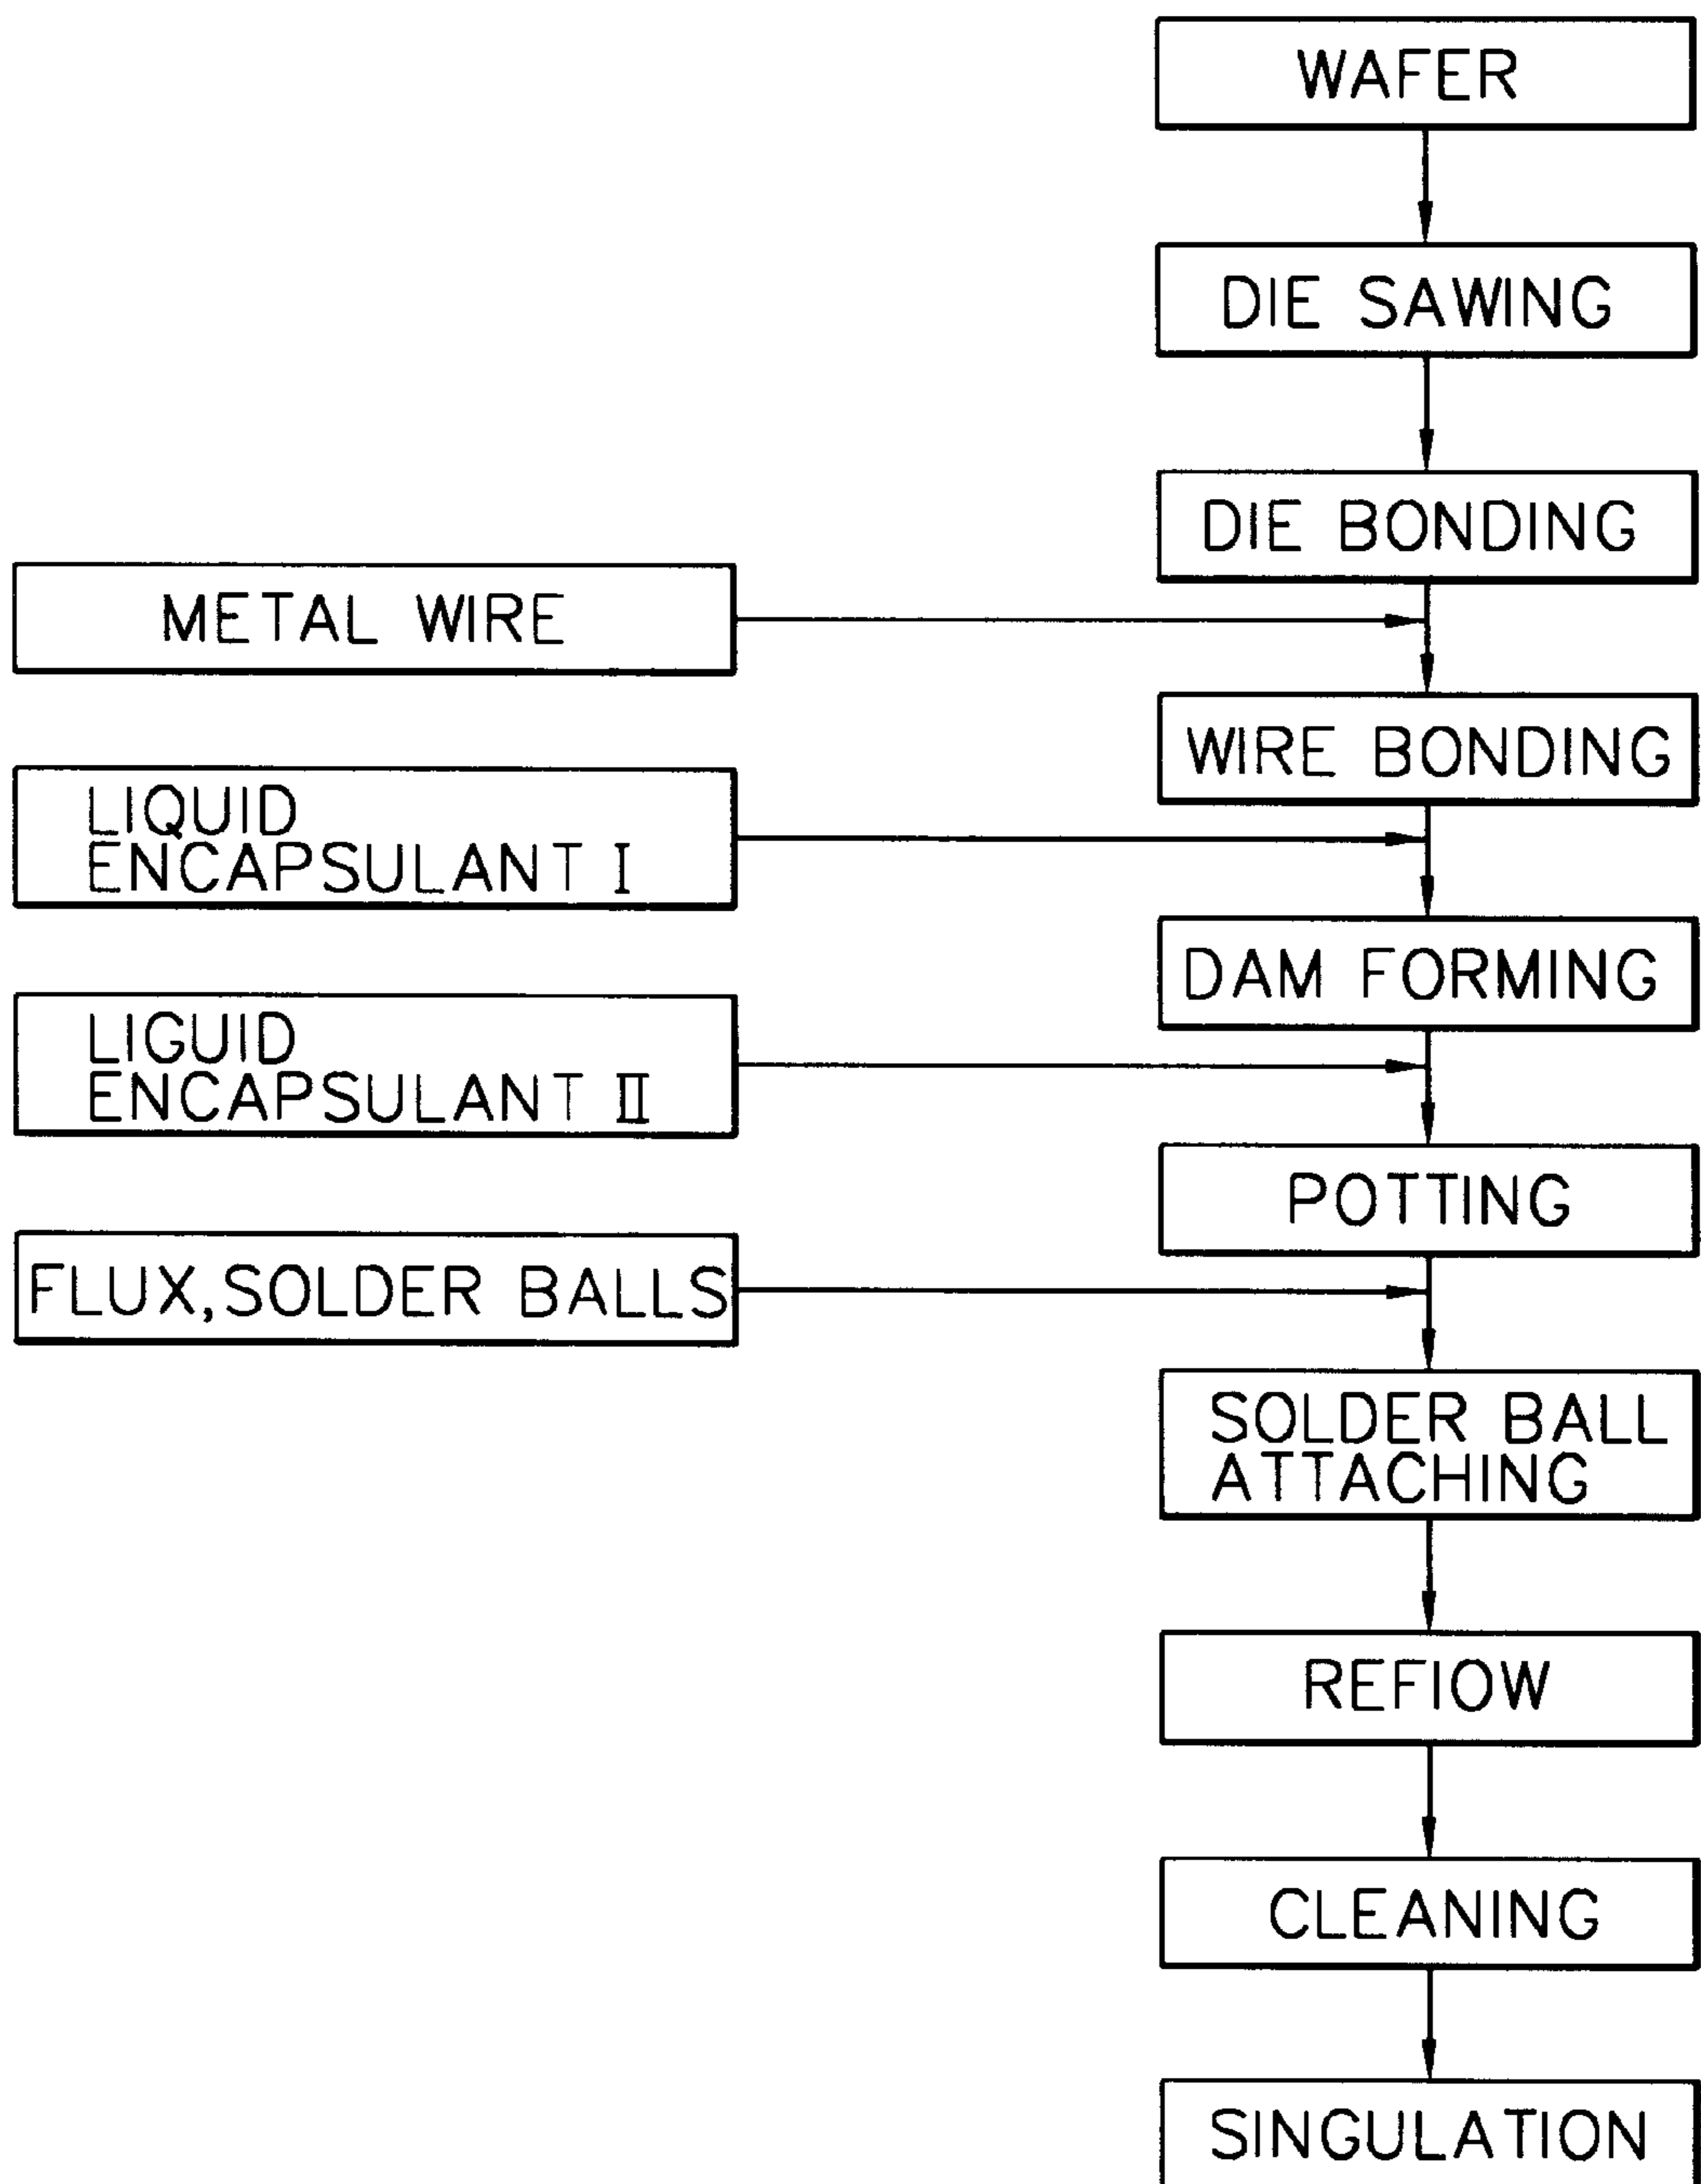 WAFER
DIE SAWING
DIE BONDING
METAL WIRE
WIRE BONDING
LIQUID
ENCAPSULANT I
DAM FORMING
LIGUID
ENCAPSULANT II
POTTING
FLUX,SOLDER BALLS
SOLDER BALL
ATTACHING
REFIOW
CLEANING
SINGULATION